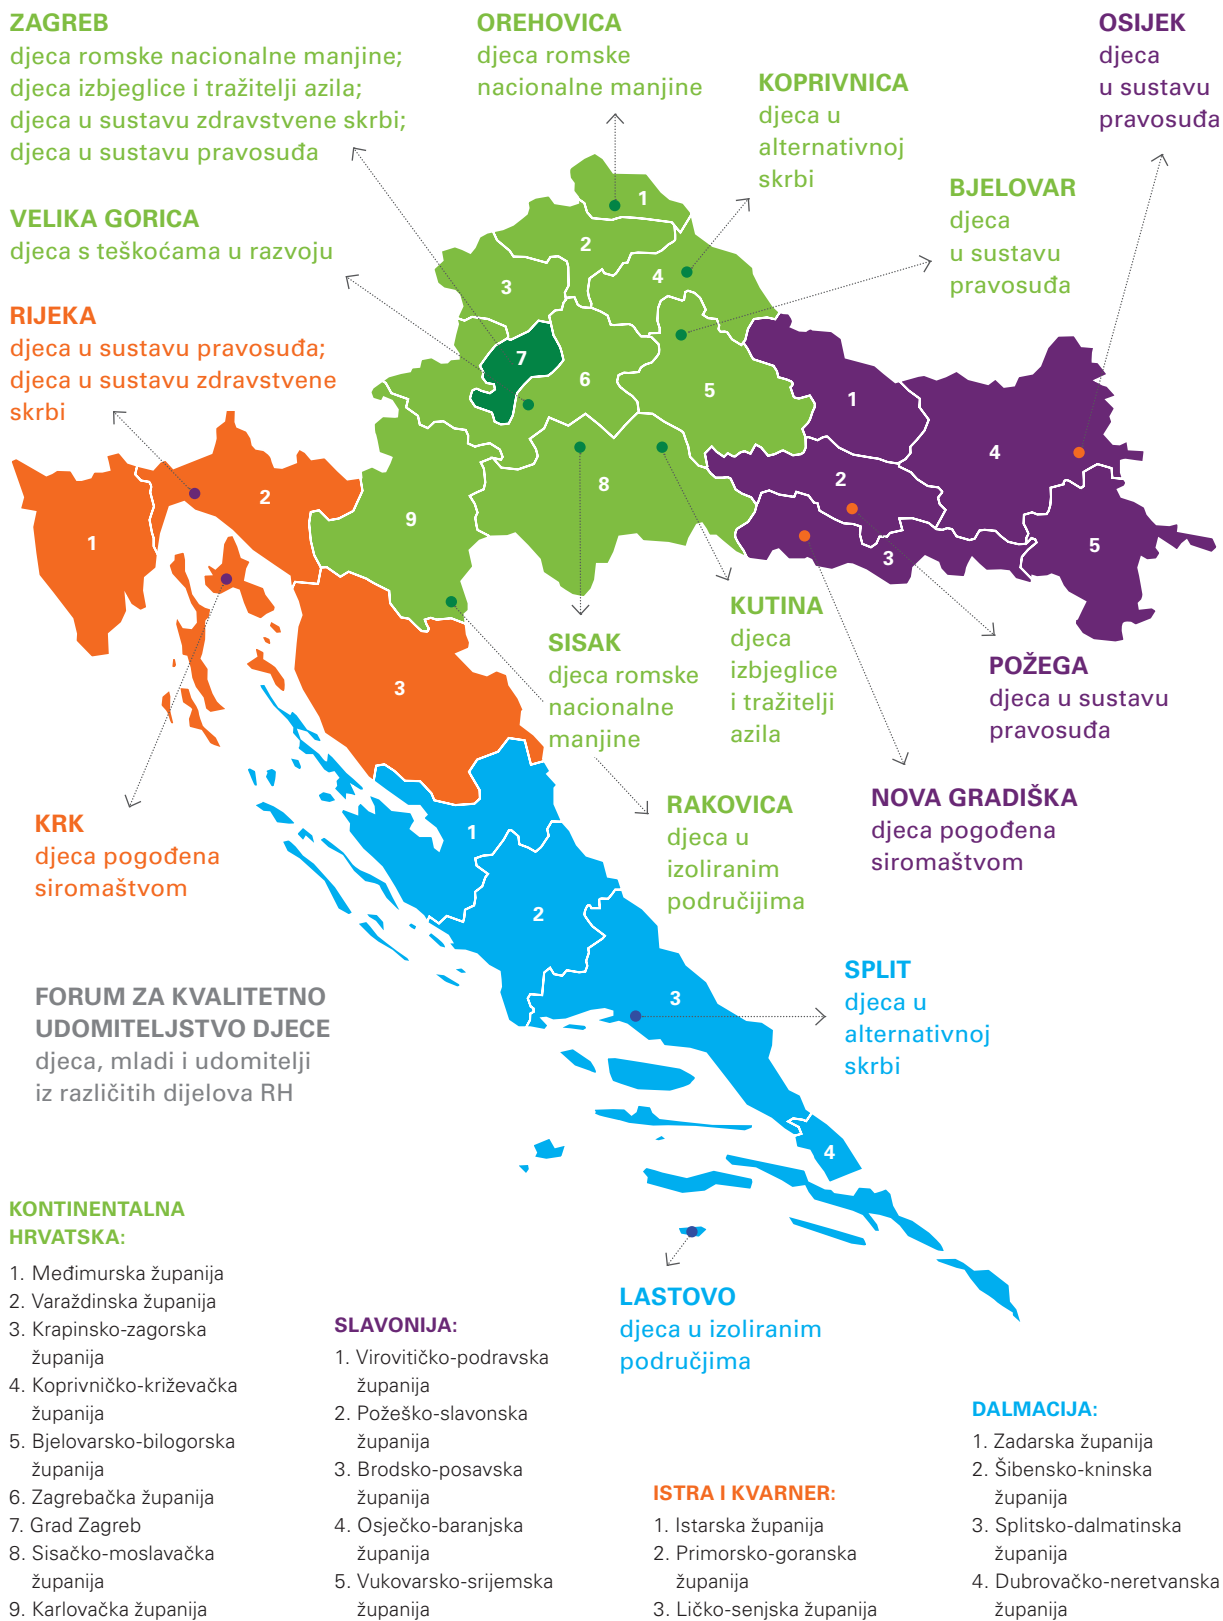 ZAGREB
djeca romske nacionalne manjine;
djeca izbjeglice i tražitelji azila;
djeca u sustavu zdravstvene skrbi;
djeca u sustavu pravosuđa
OREHOVICA
djeca romske
nacionalne manjine
KOPRIVNICA
djeca u
alternativnoj
skrbi
OSIJEK
djeca
u sustavu
pravosuđa
BJELOVAR
djeca
u sustavu
pravosuđa
VELIKA GORICA
djeca s teškoćama u razvoju
RIJEKA
djeca u sustavu pravosuđa;
djeca u sustavu zdravstvene
skrbi
1
2
3
4
7
6
5
8
9
1
2
3
4
5
1
2
3
SISAK
djeca romske
nacionalne
manjine
KUTINA
djeca
izbjeglice
i tražitelji
azila
POŽEGA
djeca u sustavu
pravosuđa
NOVA GRADIŠKA
djeca pogođena
siromaštvom
RAKOVICA
djeca u
izoliranim
područijima
KRK
djeca pogođena
siromaštvom
1
2
3
4
FORUM ZA KVALITETNO
UDOMITELJSTVO DJECE
djeca, mladi i udomitelji
iz različitih dijelova RH
SPLIT
djeca u
alternativnoj
skrbi
LASTOVO
djeca u izoliranim
područjima
KONTINENTALNA
HRVATSKA:
1. Međimurska županija
2. Varaždinska županija
3. Krapinsko-zagorska
županija
4. Koprivničko-križevačka
županija
5. Bjelovarsko-bilogorska
županija
6. Zagrebačka županija
7. Grad Zagreb
8. Sisačko-moslavačka
županija
9. Karlovačka županija
SLAVONIJA:
1. Virovitičko-podravska
županija
2. Požeško-slavonska
županija
3. Brodsko-posavska
županija
4. Osječko-baranjska
županija
5. Vukovarsko-srijemska
županija
ISTRA I KVARNER:
1. Istarska županija
2. Primorsko-goranska
županija
3. Ličko-senjska županija
DALMACIJA:
1. Zadarska županija
2. Šibensko-kninska
županija
3. Splitsko-dalmatinska
županija
4. Dubrovačko-neretvanska
županija